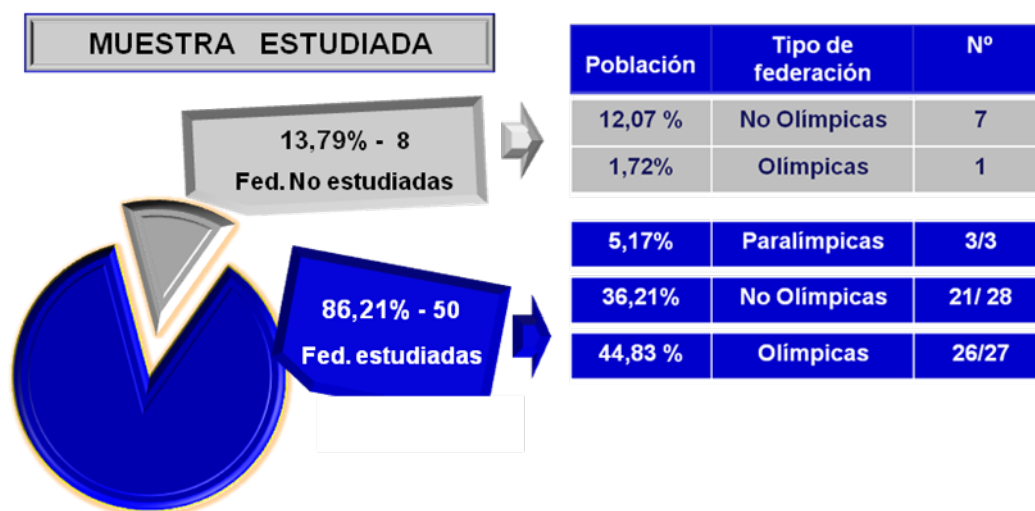 MUESTRA ESTUDIADA
13,79% - 8
Fed. No estudiadas
86,21% - 50
Fed. estudiadas
Población Tipo de federación Nº
12,07 % No Olímpicas 7
1,72% Olímpicas 1
5,17% Paralímpicas 3/3
36,21% No Olímpicas 21/ 28
44,83 % Olímpicas 26/27